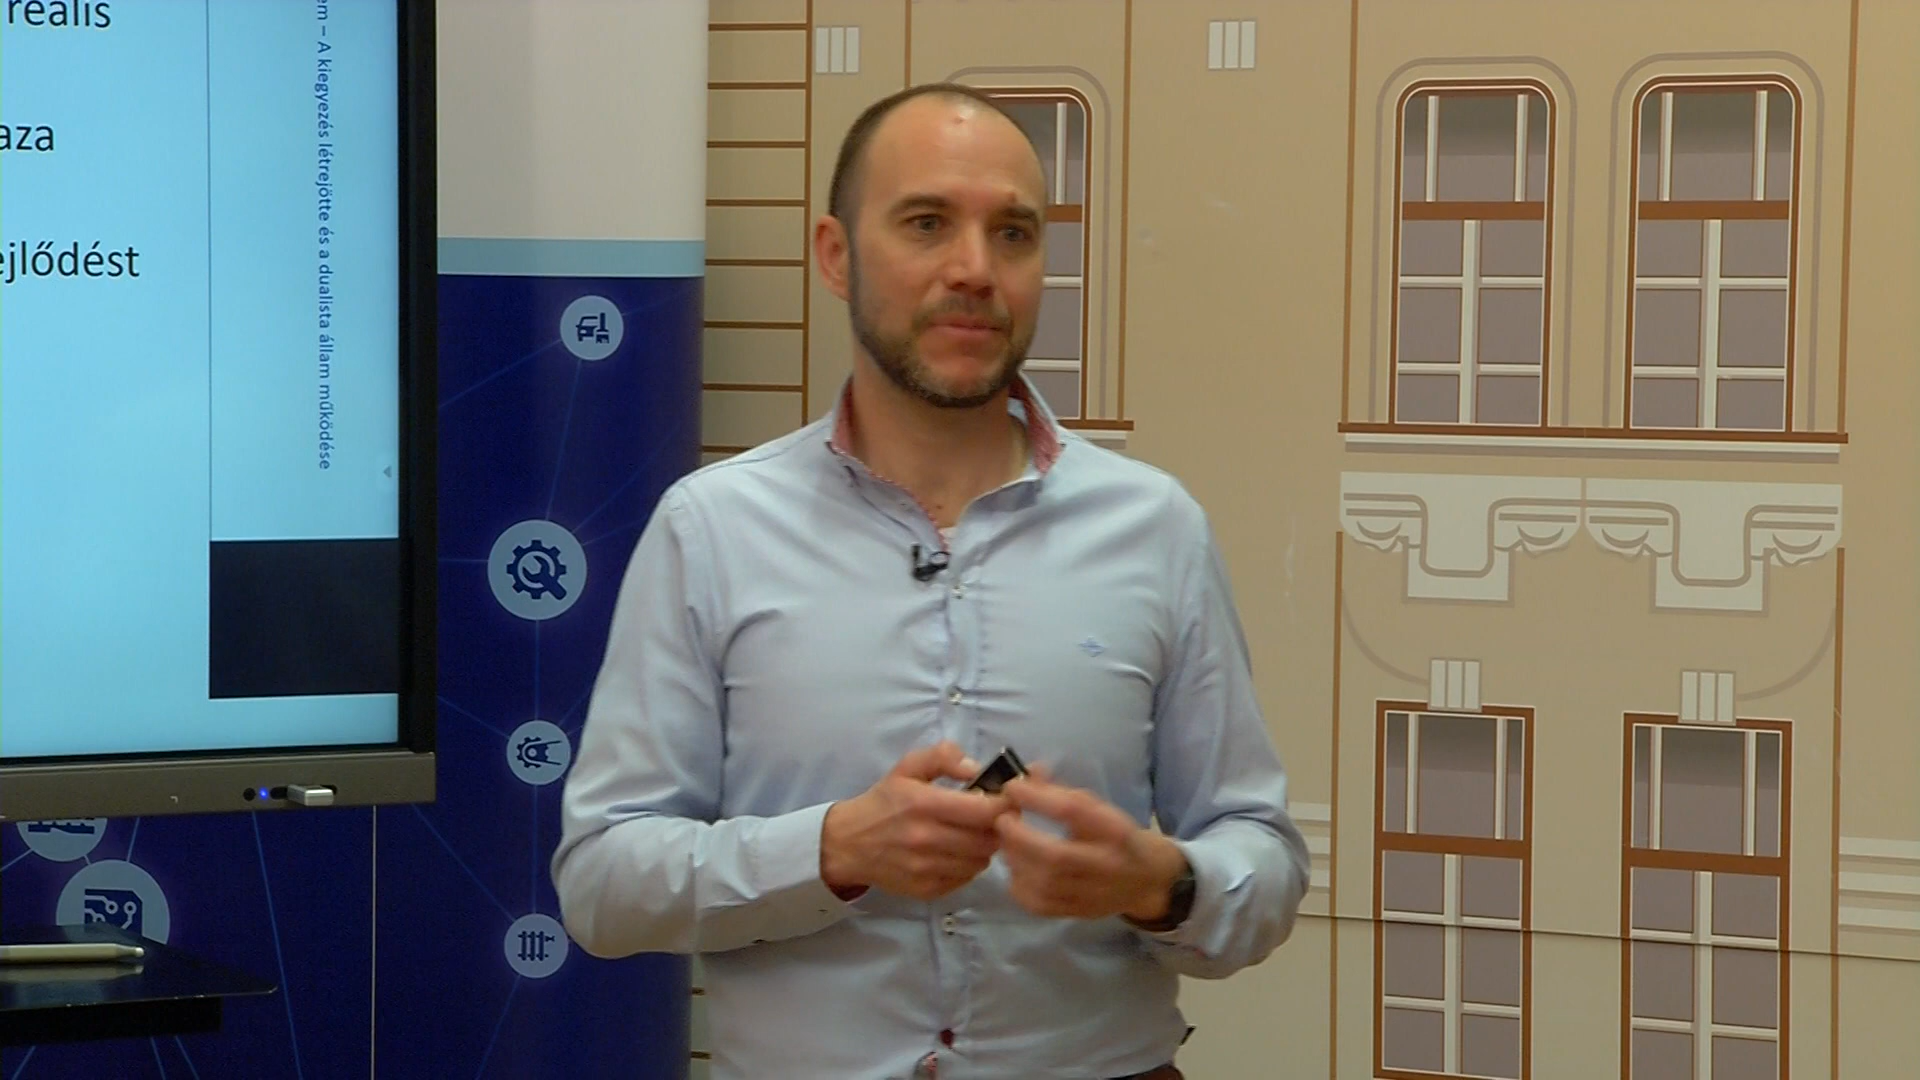 reális
aza
ejlődést
em – A kiegyezés létrejötte és a dualista állam működése